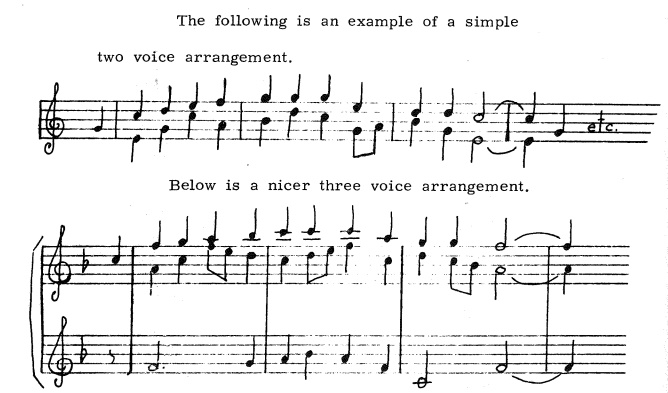 The following is an example of a simple
two voice arrangement.
etc.
Below is a nicer three voice arrangement.